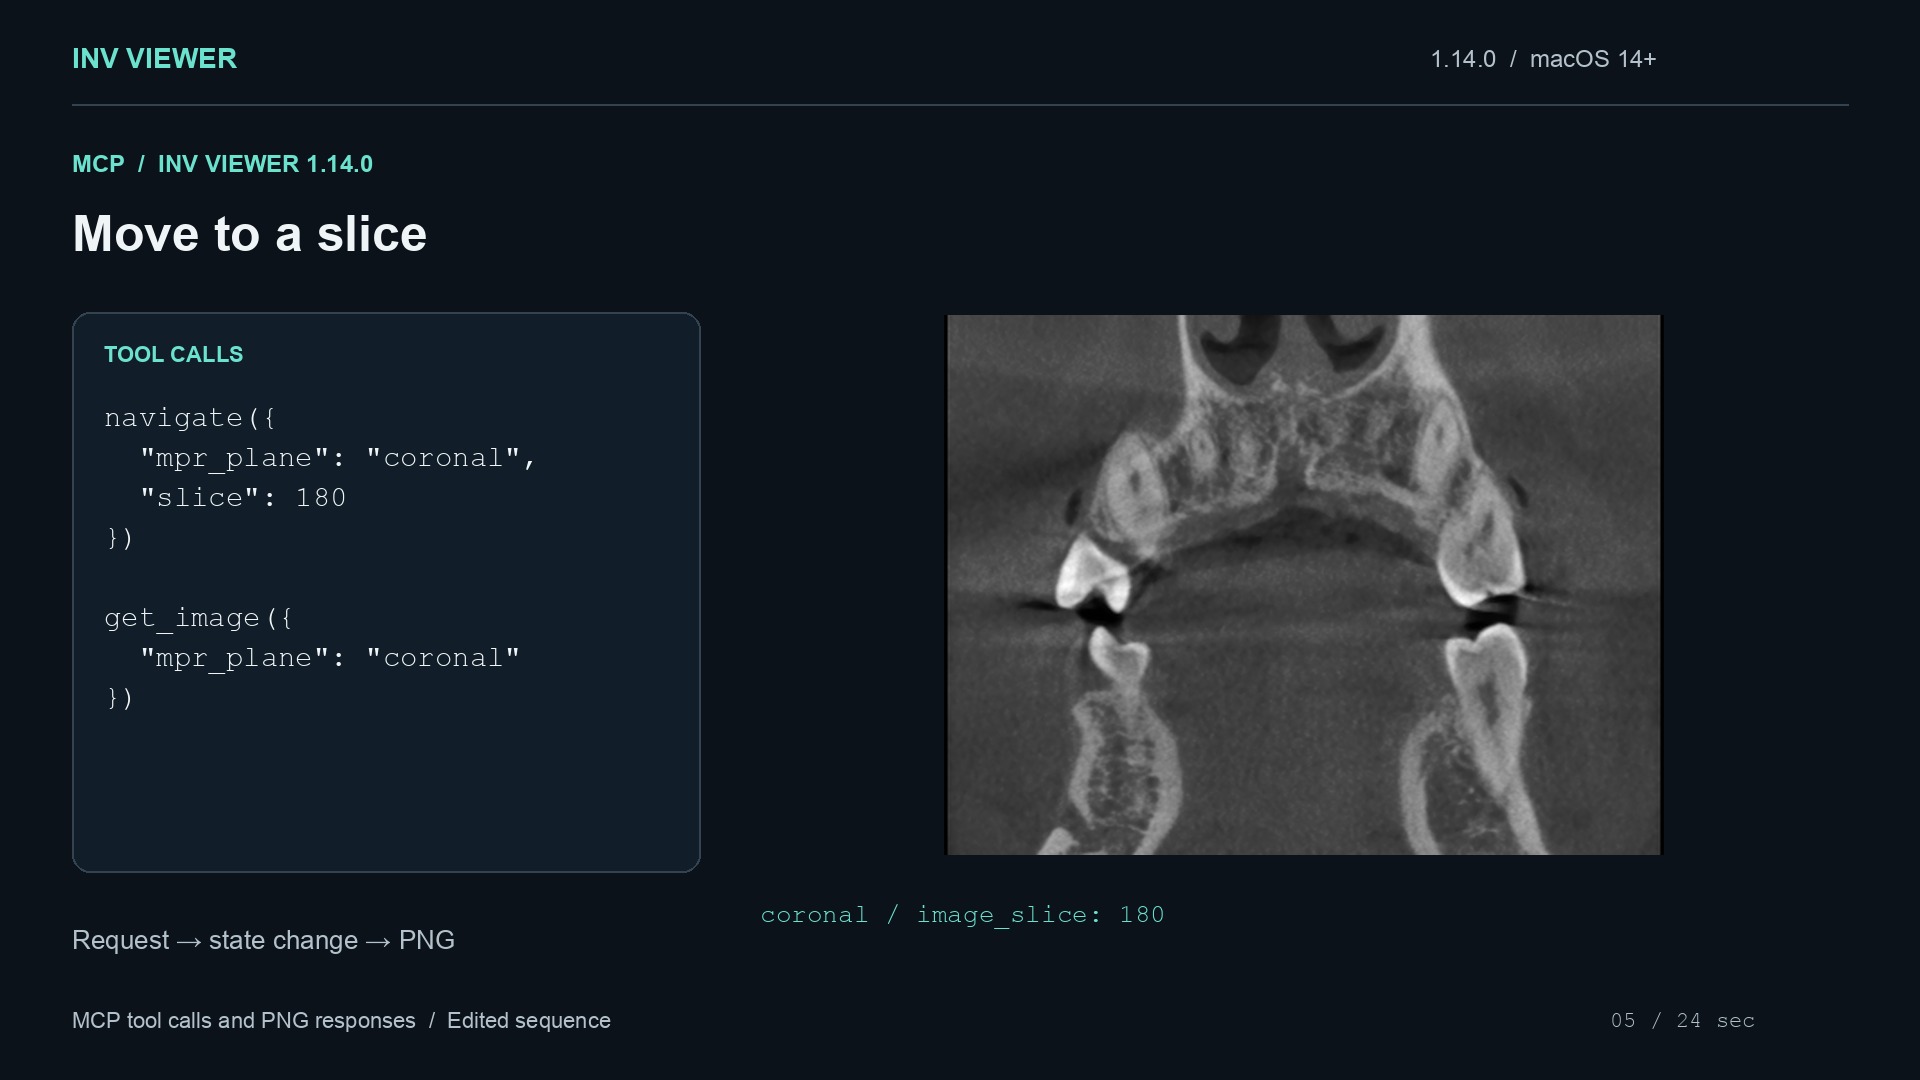 INV VIEWER
1.14.0 / macOS 14+
MCP / INV VIEWER 1.14.0
Move to a slice
TOOL CALLS
navigate({
  "mpr_plane": "coronal",
  "slice": 180
})
get_image({
  "mpr_plane": "coronal"
})
coronal / image_slice: 180
Request → state change → PNG
MCP tool calls and PNG responses / Edited sequence
05 / 24 sec